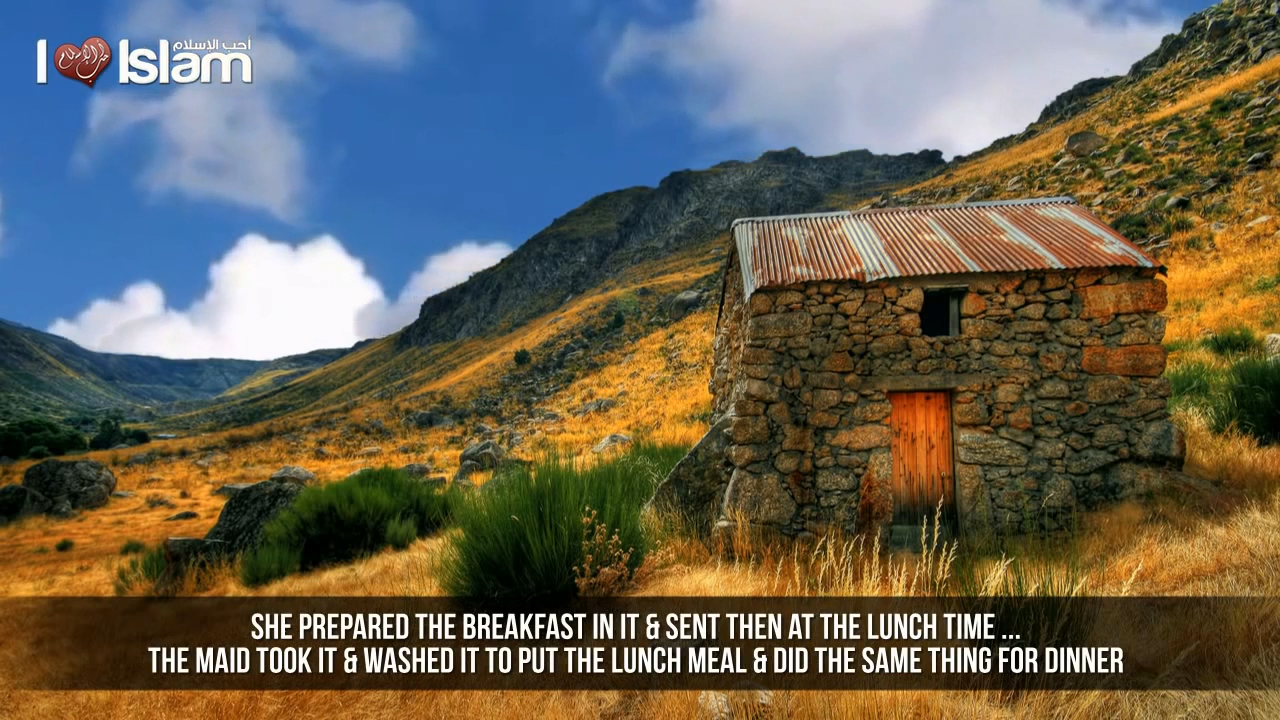 I Islam
أحب الاسلام
SHE PREPARED THE BREAKFAST IN IT & SENT THEN AT THE LUNCH TIME ...
THE MAID TOOK IT & WASHED IT TO PUT THE LUNCH MEAL & DID THE SAME THING FOR DINNER